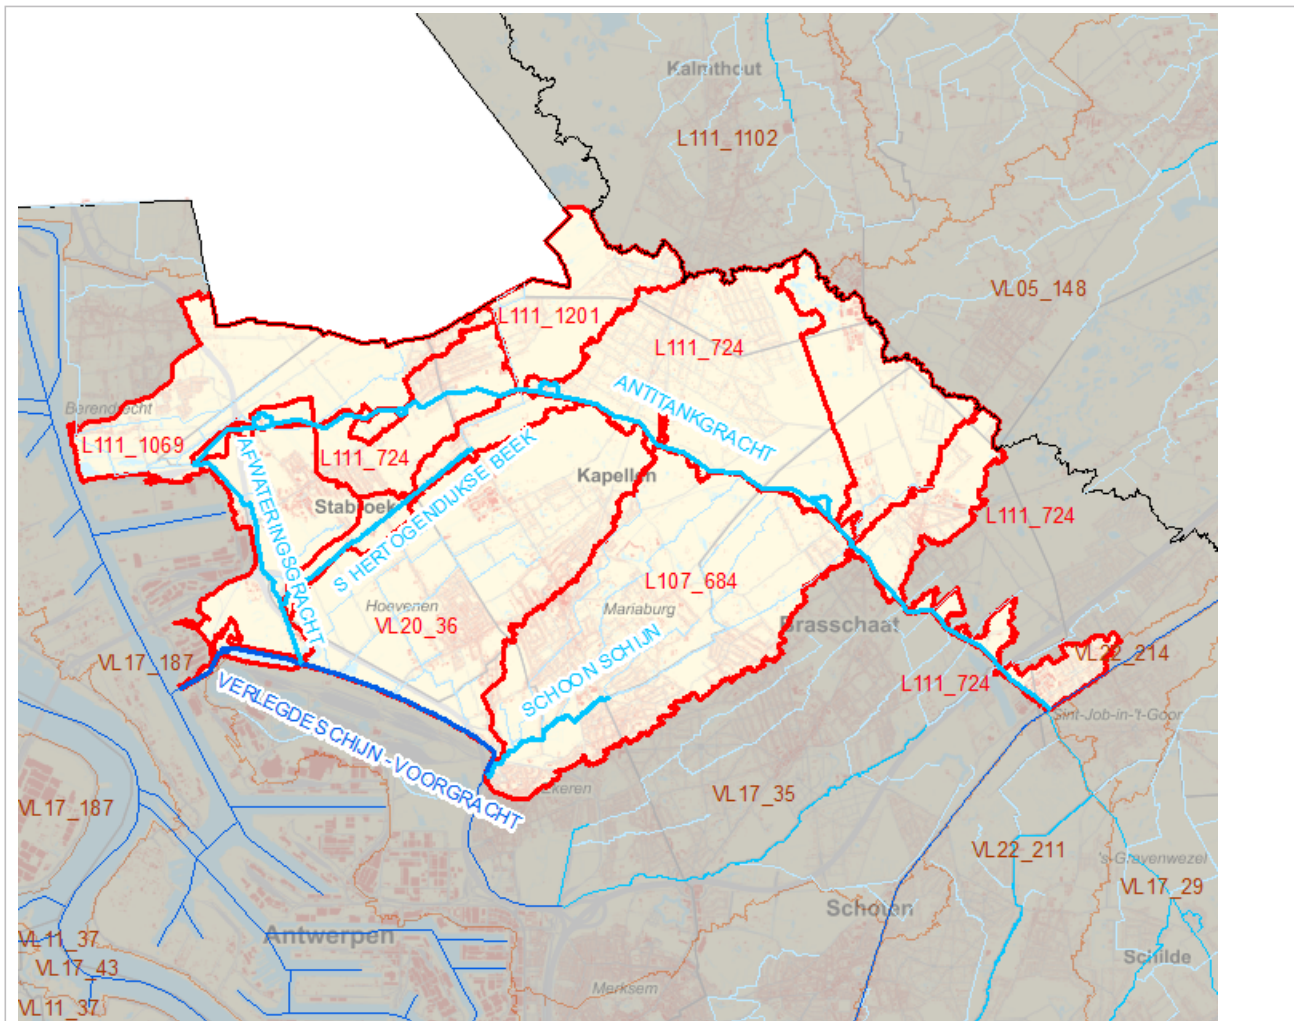 Kalmthout
L111_1102
VL05_148
L111_1201
L111_724
ANTITANKGRACHT
Berendrecht
L111_1069
AFWATERINGSGRACHT
L111_724
Stabroek
S HERTOGENDIJKSE BEEK
Kapellen
L111_724
L107_684
Hoevenen
Mariaburg
VL20_36
Brasschaat
VL17_187
VL22_214
L111_724
SCHOON SCHIJN
Sint-Job-in-'t-Goor
VERLEGDE SCHIJN - VOORGRACHT
Ekeren
VL17_35
VL17_187
VL22_211
's-Gravenwezel
VL17_29
Schoten
Antwerpen
VL11_37
Schilde
VL17_43
Merksem
VL11_37